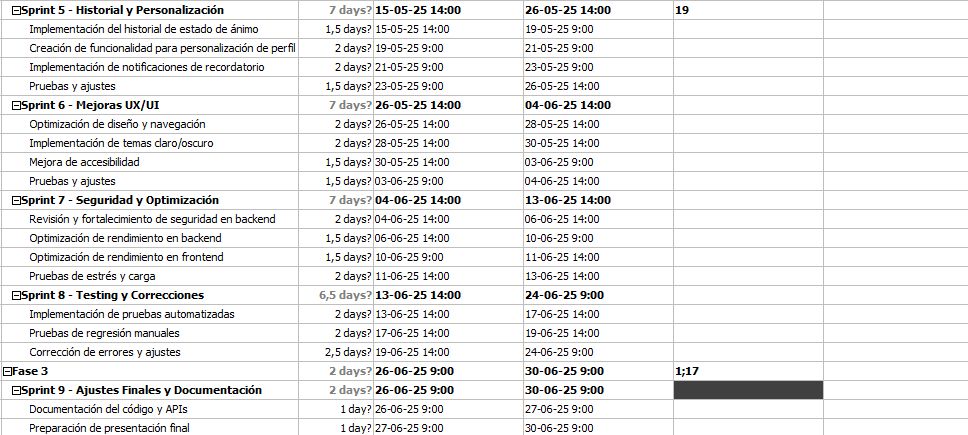 Sprint 5 - Historial y Personalización 7 days? 15-05-25 14:00 26-05-25 14:00 19
Implementación del historial de estado de ánimo 1,5 days? 15-05-25 14:00 19-05-25 9:00
Creación de funcionalidad para personalización de perfil 2 days? 19-05-25 9:00 21-05-25 9:00
Implementación de notificaciones de recordatorio 2 days? 21-05-25 9:00 23-05-25 9:00
Pruebas y ajustes 1,5 days? 23-05-25 9:00 26-05-25 14:00
Sprint 6 - Mejoras UX/UI 7 days? 26-05-25 14:00 04-06-25 14:00
Optimización de diseño y navegación 2 days? 26-05-25 14:00 28-05-25 14:00
Implementación de temas claro/oscuro 2 days? 28-05-25 14:00 30-05-25 14:00
Mejora de accesibilidad 1,5 days? 30-05-25 14:00 03-06-25 9:00
Pruebas y ajustes 1,5 days? 03-06-25 9:00 04-06-25 14:00
Sprint 7 - Seguridad y Optimización 7 days? 04-06-25 14:00 13-06-25 14:00
Revisión y fortalecimiento de seguridad en backend 2 days? 04-06-25 14:00 06-06-25 14:00
Optimización de rendimiento en backend 1,5 days? 06-06-25 14:00 10-06-25 9:00
Optimización de rendimiento en frontend 1,5 days? 10-06-25 9:00 11-06-25 14:00
Pruebas de estrés y carga 2 days? 11-06-25 14:00 13-06-25 14:00
Sprint 8 - Testing y Correcciones 6,5 days? 13-06-25 14:00 24-06-25 9:00
Implementación de pruebas automatizadas 2 days? 13-06-25 14:00 17-06-25 14:00
Pruebas de regresión manuales 2 days? 17-06-25 14:00 19-06-25 14:00
Corrección de errores y ajustes 2,5 days? 19-06-25 14:00 24-06-25 9:00
Fase 3 2 days? 26-06-25 9:00 30-06-25 9:00 1;17
Sprint 9 - Ajustes Finales y Documentación 2 days? 26-06-25 9:00 30-06-25 9:00
Documentación del código y APIs 1 day? 26-06-25 9:00 27-06-25 9:00
Preparación de presentación final 1 day? 27-06-25 9:00 30-06-25 9:00